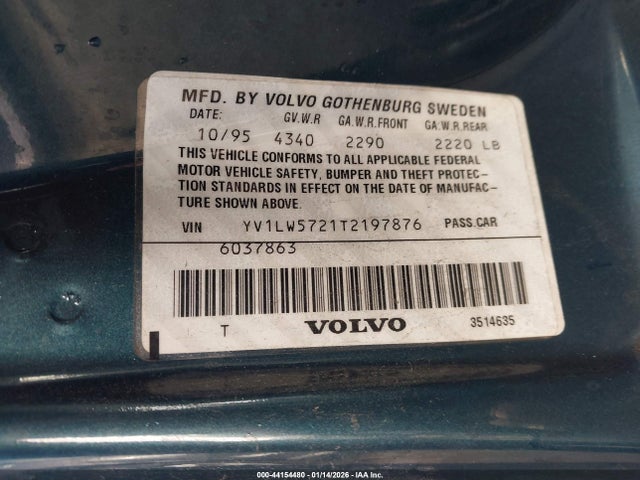 MFD. BY VOLVO GOTHENBURG SWEDEN
DATE: GV.W.R GA.W.R.FRONT GA.W.R.REAR
10/95 4340 2290 2220 LB
THIS VEHICLE CONFORMS TO ALL APPLICABLE FEDERAL
MOTOR VEHICLE SAFETY, BUMPER AND THEFT PROTEC-
TION STANDARDS IN EFFECT ON THE DATE OF MANUFAC-
TURE SHOWN ABOVE.
VIN YV1LW5721T2197876 PASS.CAR
6037863
T VOLVO 3514635
000-44154480 - 01/14/2026 - IAA Inc.